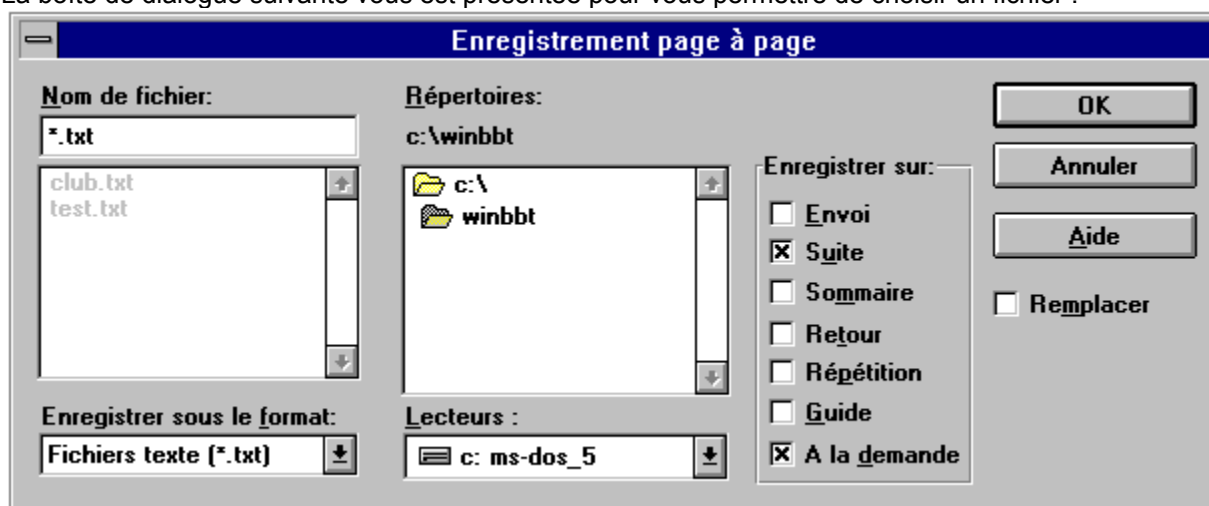 La boîte de dialogue suivante vous est présentée pour vous permettre de choisir un fichier :
Enregistrement page à page
Nom de fichier:
*.txt
club.txt
test.txt
Enregistrer sous le format:
Fichiers texte (*.txt)
Répertoires:
c:\winbbt
c:\
winbbt
Lecteurs :
c: ms-dos_5
Enregistrer sur:
Envoi
Suite
Sommaire
Retour
Répétition
Guide
A la demande
OK
Annuler
Aide
Remplacer